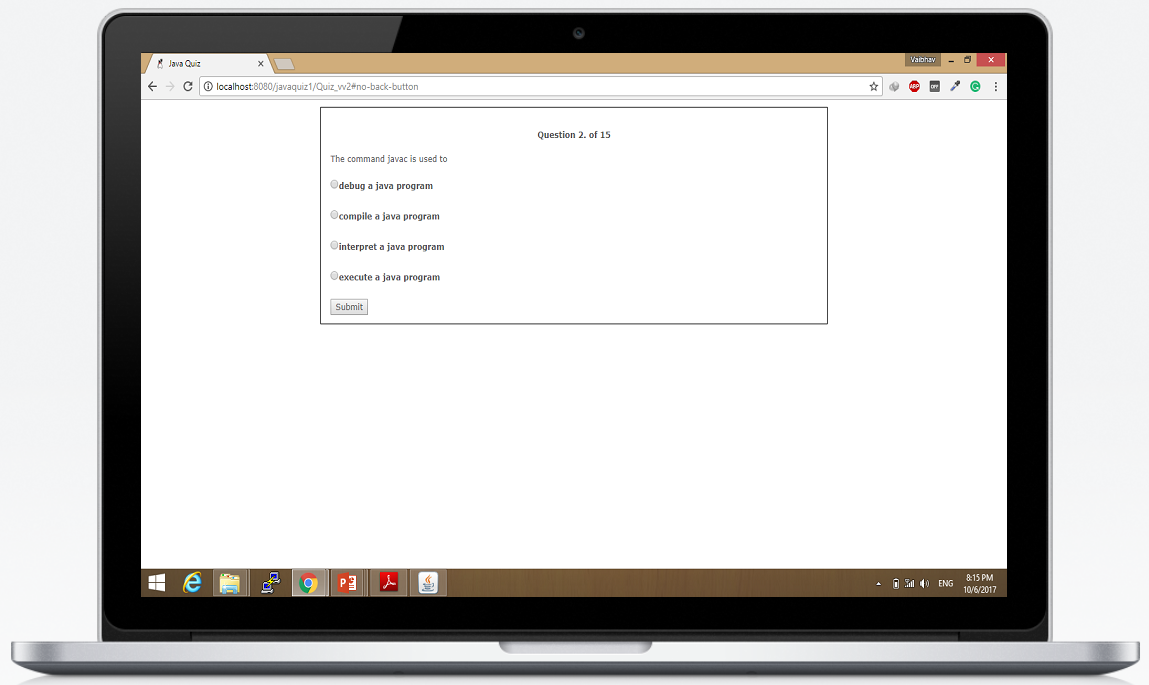 Java Quiz
Vaibhav
localhost:8080/javaquiz1/Quiz_vv2#no-back-button
ABP
OFF
Question 2. of 15
The command javac is used to
debug a java program
compile a java program
interpret a java program
execute a java program
Submit
ENG
8:15 PM
10/6/2017